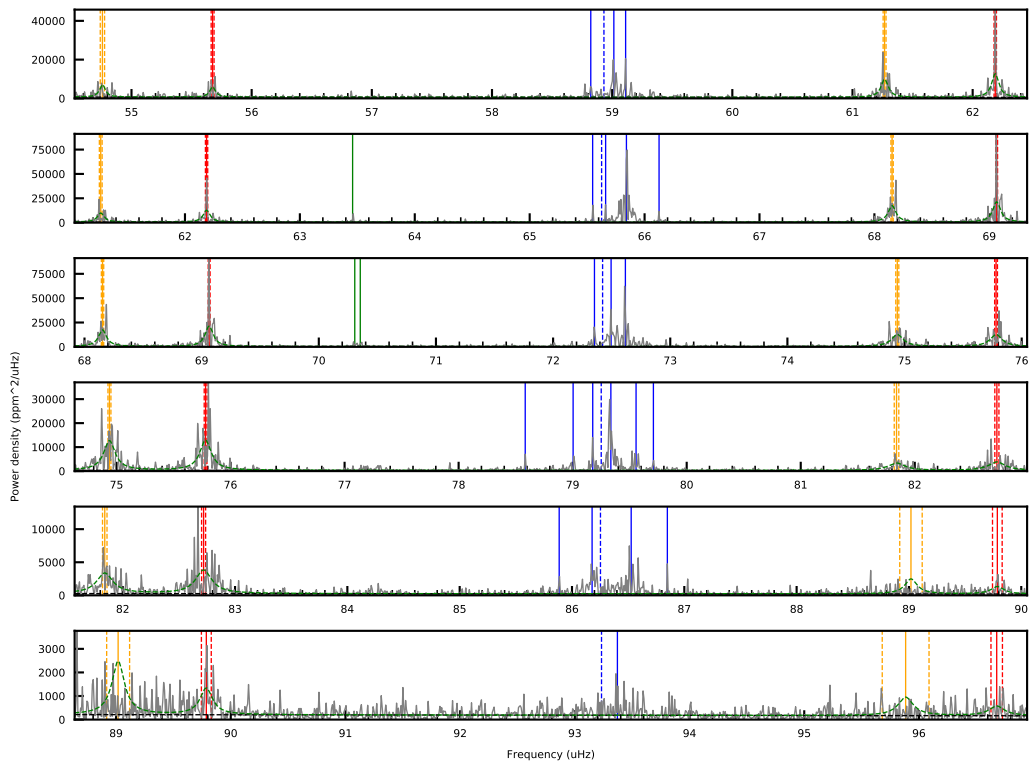 40000
20000
0
55 56 57 58 59 60 61 62
75000
50000
25000
0
62 63 64 65 66 67 68 69
75000
50000
25000
0
68 69 70 71 72 73 74 75 76
Power density (ppm^2/uHz)
30000
20000
10000
0
75 76 77 78 79 80 81 82
10000
5000
0
82 83 84 85 86 87 88 89 90
3000
2000
1000
0
89 90 91 92 93 94 95 96
Frequency (uHz)